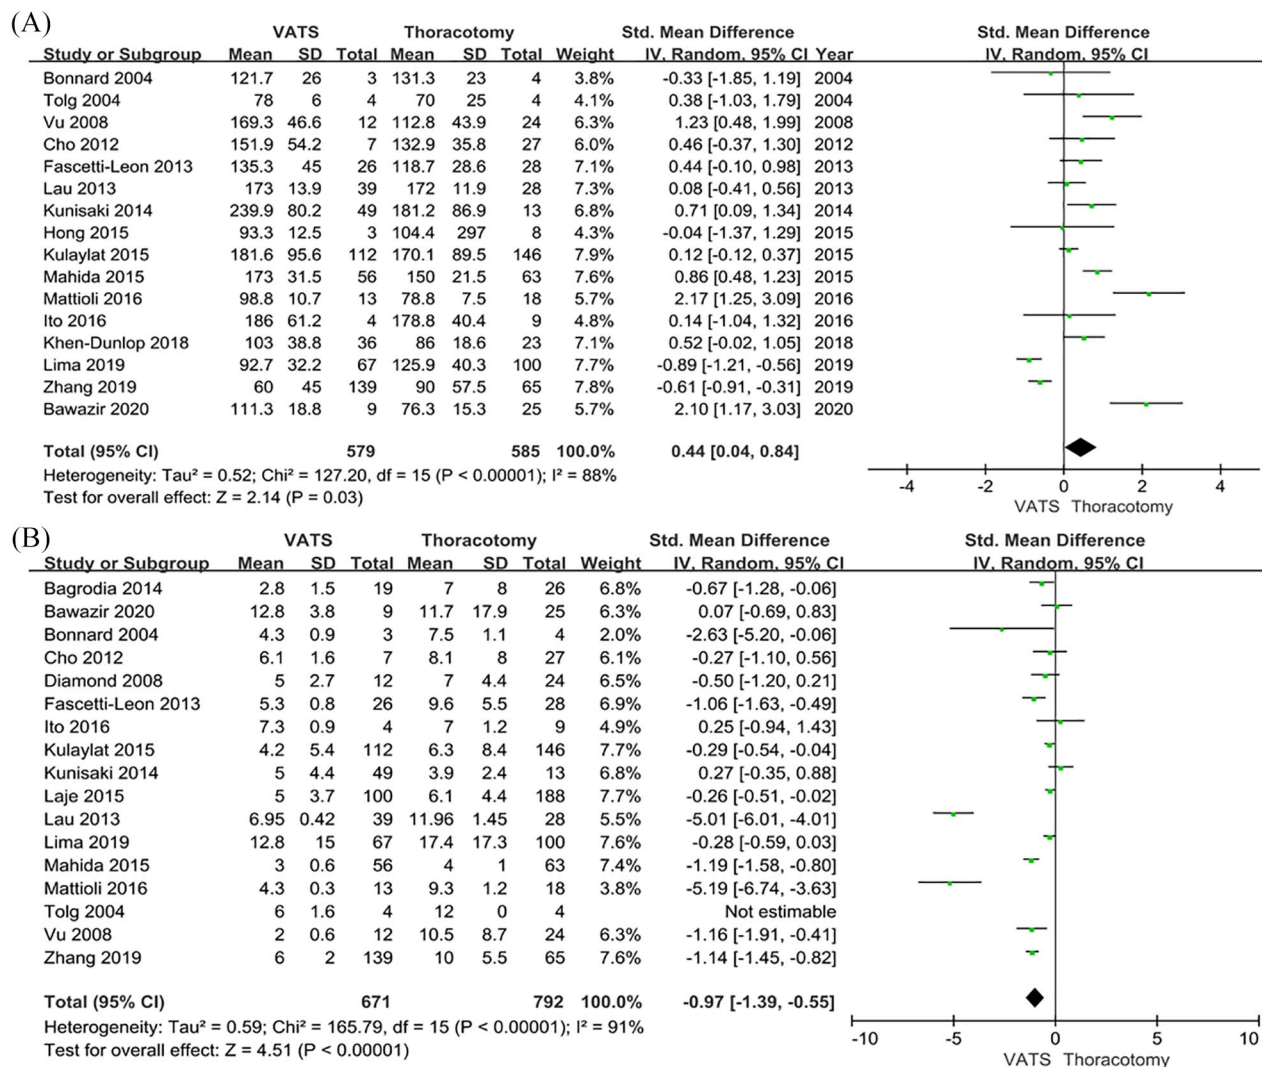 (A)
VATS Thoracotomy Std. Mean Difference Std. Mean Difference
Study or Subgroup Mean SD Total Mean SD Total Weight IV, Random, 95% CI Year IV, Random, 95% CI
Bonnard 2004 121.7 26 3 131.3 23 4 3.8% -0.33 [-1.85, 1.19] 2004
Tolg 2004 78 6 4 70 25 4 4.1% 0.38 [-1.03, 1.79] 2004
Vu 2008 169.3 46.6 12 112.8 43.9 24 6.3% 1.23 [0.48, 1.99] 2008
Cho 2012 151.9 54.2 7 132.9 35.8 27 6.0% 0.46 [-0.37, 1.30] 2012
Fascetti-Leon 2013 135.3 45 26 118.7 28.6 28 7.1% 0.44 [-0.10, 0.98] 2013
Lau 2013 173 13.9 39 172 11.9 28 7.3% 0.08 [-0.41, 0.56] 2013
Kunisaki 2014 239.9 80.2 49 181.2 86.9 13 6.8% 0.71 [0.09, 1.34] 2014
Hong 2015 93.3 12.5 3 104.4 297 8 4.3% -0.04 [-1.37, 1.29] 2015
Kulaylat 2015 181.6 95.6 112 170.1 89.5 146 7.9% 0.12 [-0.12, 0.37] 2015
Mahida 2015 173 31.5 56 150 21.5 63 7.6% 0.86 [0.48, 1.23] 2015
Mattioli 2016 98.8 10.7 13 78.8 7.5 18 5.7% 2.17 [1.25, 3.09] 2016
Ito 2016 186 61.2 4 178.8 40.4 9 4.8% 0.14 [-1.04, 1.32] 2016
Khen-Dunlop 2018 103 38.8 36 86 18.6 23 7.1% 0.52 [-0.02, 1.05] 2018
Lima 2019 92.7 32.2 67 125.9 40.3 100 7.7% -0.89 [-1.21, -0.56] 2019
Zhang 2019 60 45 139 90 57.5 65 7.8% -0.61 [-0.91, -0.31] 2019
Bawazir 2020 111.3 18.8 9 76.3 15.3 25 5.7% 2.10 [1.17, 3.03] 2020
Total (95% CI) 579 585 100.0% 0.44 [0.04, 0.84]
Heterogeneity: Tau² = 0.52; Chi² = 127.20, df = 15 (P < 0.00001); I² = 88%
Test for overall effect: Z = 2.14 (P = 0.03)
-4 -2 0 2 4
VATS Thoracotomy
(B)
VATS Thoracotomy Std. Mean Difference Std. Mean Difference
Study or Subgroup Mean SD Total Mean SD Total Weight IV, Random, 95% CI IV, Random, 95% CI
Bagrodia 2014 2.8 1.5 19 7 8 26 6.8% -0.67 [-1.28, -0.06]
Bawazir 2020 12.8 3.8 9 11.7 17.9 25 6.3% 0.07 [-0.69, 0.83]
Bonnard 2004 4.3 0.9 3 7.5 1.1 4 2.0% -2.63 [-5.20, -0.06]
Cho 2012 6.1 1.6 7 8.1 8 27 6.1% -0.27 [-1.10, 0.56]
Diamond 2008 5 2.7 12 7 4.4 24 6.5% -0.50 [-1.20, 0.21]
Fascetti-Leon 2013 5.3 0.8 26 9.6 5.5 28 6.9% -1.06 [-1.63, -0.49]
Ito 2016 7.3 0.9 4 7 1.2 9 4.9% 0.25 [-0.94, 1.43]
Kulaylat 2015 4.2 5.4 112 6.3 8.4 146 7.7% -0.29 [-0.54, -0.04]
Kunisaki 2014 5 4.4 49 3.9 2.4 13 6.8% 0.27 [-0.35, 0.88]
Laje 2015 5 3.7 100 6.1 4.4 188 7.7% -0.26 [-0.51, -0.02]
Lau 2013 6.95 0.42 39 11.96 1.45 28 5.5% -5.01 [-6.01, -4.01]
Lima 2019 12.8 15 67 17.4 17.3 100 7.6% -0.28 [-0.59, 0.03]
Mahida 2015 3 0.6 56 4 1 63 7.4% -1.19 [-1.58, -0.80]
Mattioli 2016 4.3 0.3 13 9.3 1.2 18 3.8% -5.19 [-6.74, -3.63]
Tolg 2004 6 1.6 4 12 0 4 Not estimable
Vu 2008 2 0.6 12 10.5 8.7 24 6.3% -1.16 [-1.91, -0.41]
Zhang 2019 6 2 139 10 5.5 65 7.6% -1.14 [-1.45, -0.82]
Total (95% CI) 671 792 100.0% -0.97 [-1.39, -0.55]
Heterogeneity: Tau² = 0.59; Chi² = 165.79, df = 15 (P < 0.00001); I² = 91%
Test for overall effect: Z = 4.51 (P < 0.00001)
-10 -5 0 5 10
VATS Thoracotomy